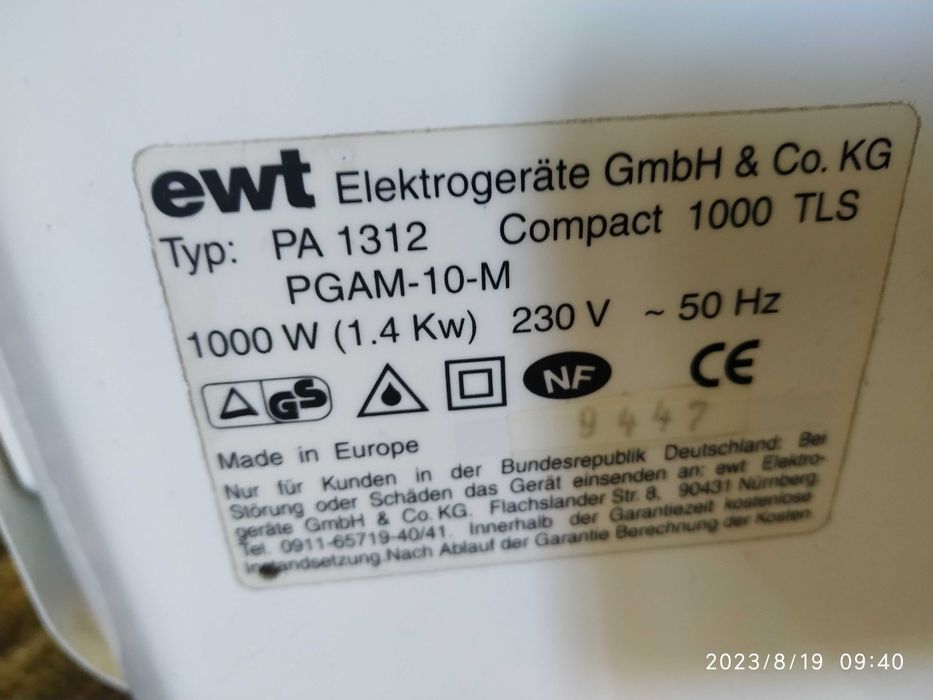 ewt Elektrogeräte GmbH & Co. KG
Typ: PA 1312 Compact 1000 TLS
PGAM-10-M
1000 W (1.4 Kw) 230 V ~ 50 Hz
GS NF CE
9447
Made in Europe
Nur für Kunden in der Bundesrepublik Deutschland: Bei
Störung oder Schäden das Gerät einsenden an: ewt Elektro-
geräte GmbH & Co. KG. Flachslander Str. 8, 90431 Nürnberg.
Tel. 0911-65719-40/41. Innerhalb der Garantiezeit kostenlose
Instandsetzung. Nach Ablauf der Garantie Berechnung der Kosten.
2023/8/19 09:40